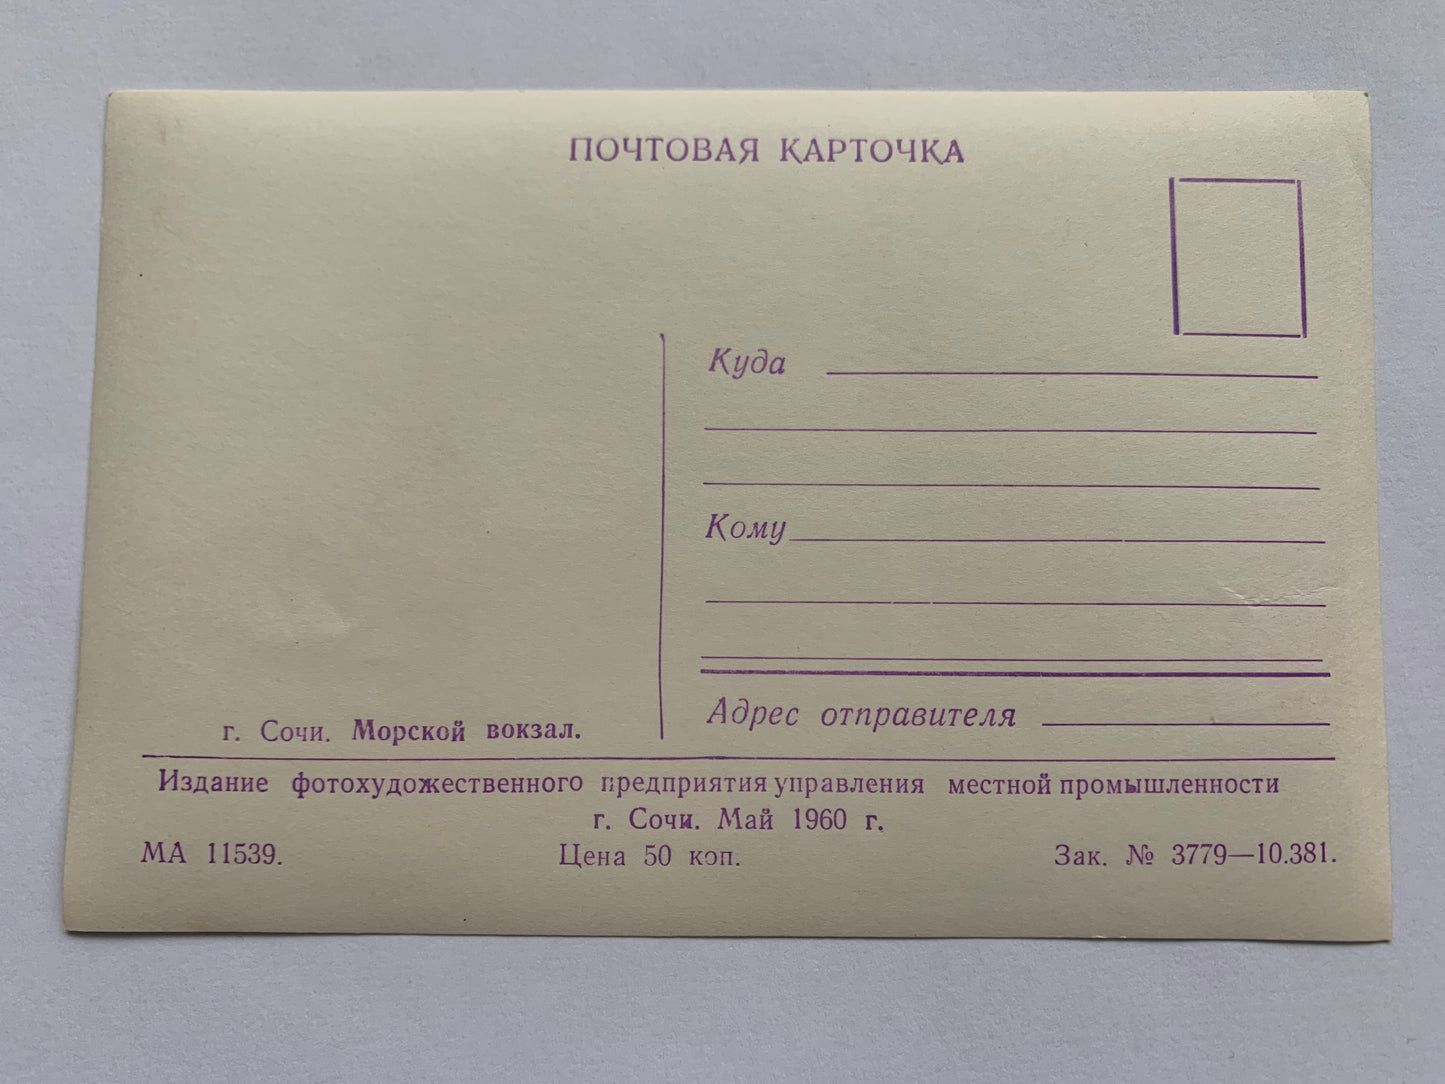 ПОЧТОВАЯ КАРТОЧКА
Куда
Кому
Адрес отправителя
г. Сочи. Морской вокзал.
Издание фотохудожественного предприятия управления местной промышленности
г. Сочи. Май 1960 г.
МА 11539. Цена 50 коп. Зак. № 3779—10.381.